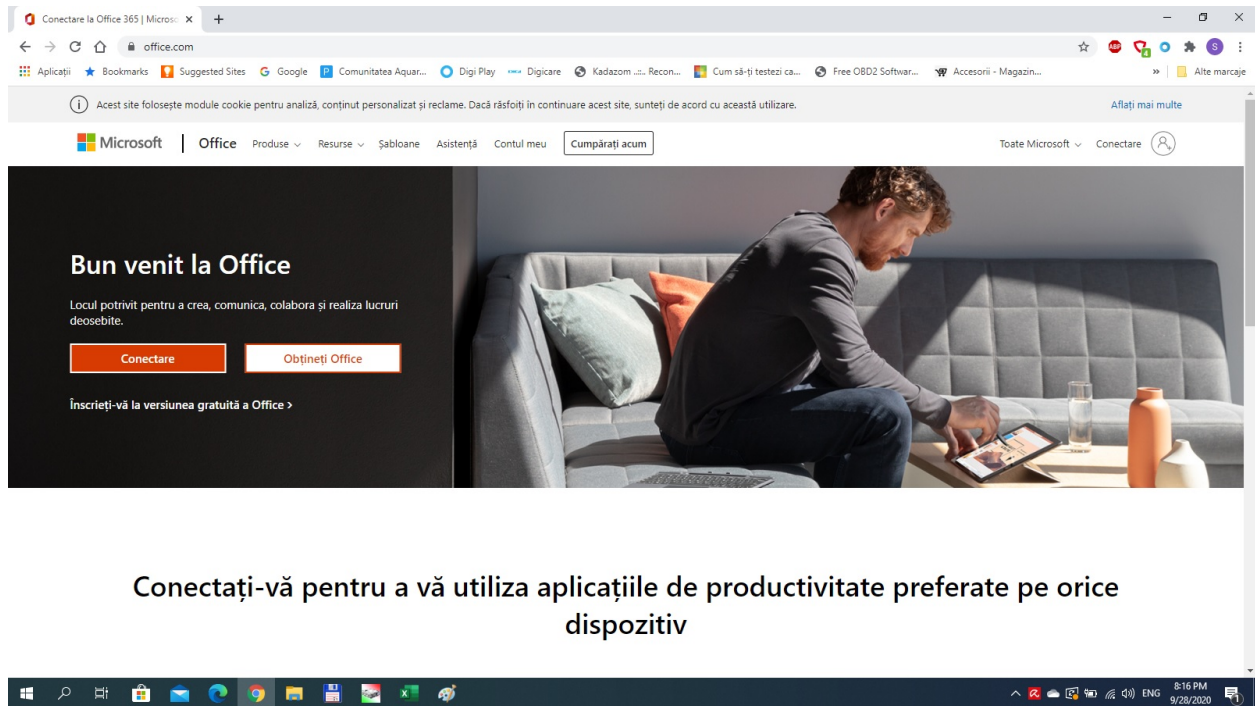 Conectare la Office 365 | Microsc
office.com
ABP 4 S
Aplicații Bookmarks Suggested Sites Google Comunitatea Aquar... Digi Play Digicare Kadazom ..::.. Recon... Cum să-ți testezi ca... Free OBD2 Softwar... Accesorii - Magazin... » Alte marcaje
Acest site folosește module cookie pentru analiză, conținut personalizat și reclame. Dacă răsfoiți în continuare acest site, sunteți de acord cu această utilizare. Aflați mai multe
Microsoft | Office Produse Resurse Șabloane Asistență Contul meu Cumpărați acum Toate Microsoft Conectare
Bun venit la Office
Locul potrivit pentru a crea, comunica, colabora și realiza lucruri
deosebite.
Conectare Obțineți Office
Înscrieți-vă la versiunea gratuită a Office >
Conectați-vă pentru a vă utiliza aplicațiile de productivitate preferate pe orice
dispozitiv
ENG 8:16 PM
9/28/2020 1